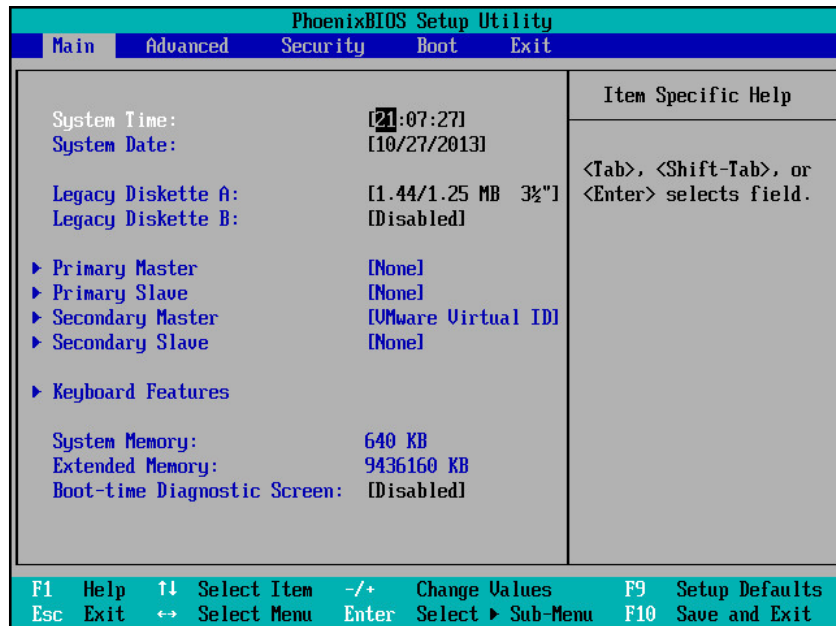 PhoenixBIOS Setup Utility
Main Advanced Security Boot Exit
Item Specific Help
System Time: [21:07:27]
System Date: [10/27/2013]
<Tab>, <Shift-Tab>, or
<Enter> selects field.
Legacy Diskette A: [1.44/1.25 MB 3½"]
Legacy Diskette B: [Disabled]
▶ Primary Master [None]
▶ Primary Slave [None]
▶ Secondary Master [VMware Virtual ID]
▶ Secondary Slave [None]
▶ Keyboard Features
System Memory: 640 KB
Extended Memory: 9436160 KB
Boot-time Diagnostic Screen: [Disabled]
F1 Help ↑↓ Select Item -/+ Change Values F9 Setup Defaults
Esc Exit ↔ Select Menu Enter Select ▶ Sub-Menu F10 Save and Exit